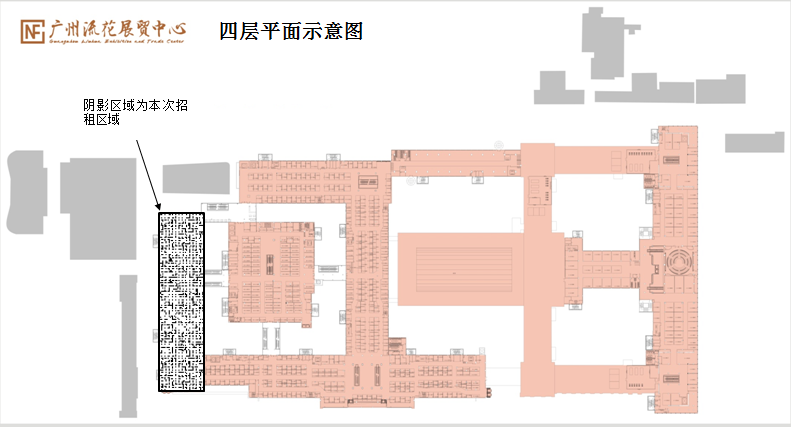 NF 广州流花展贸中心
Guangzhou Liuhua Exhibition and Trade Center
四层平面示意图
阴影区域为本次招
租区域